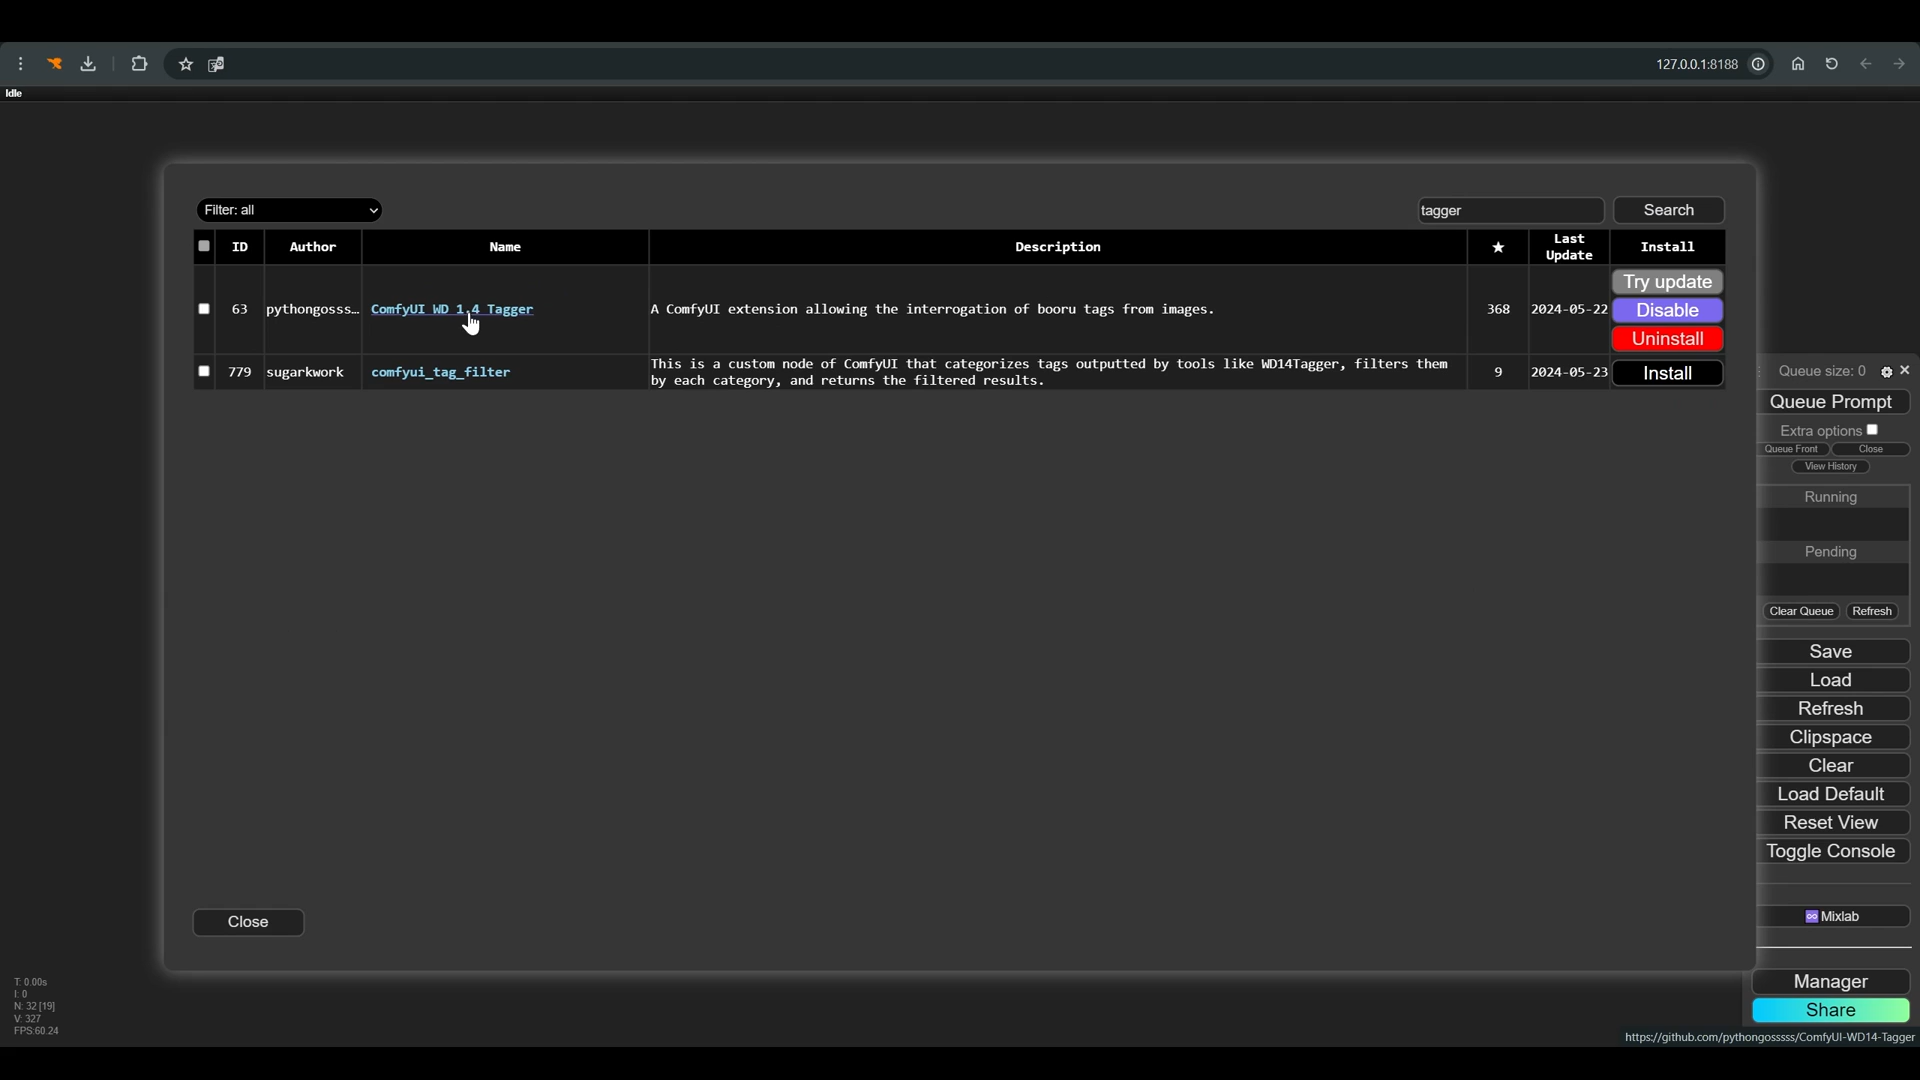 127.0.0.1:8188
Idle
Filter: all
tagger
Search
ID
Author
Name
Description
★
Last
Update
Install
63
pythongosss…
ComfyUI WD 1.4 Tagger
A ComfyUI extension allowing the interrogation of booru tags from images.
368
2024-05-22
Try update
Disable
Uninstall
779
sugarkwork
comfyui_tag_filter
This is a custom node of ComfyUI that categorizes tags outputted by tools like WD14Tagger, filters them
by each category, and returns the filtered results.
9
2024-05-23
Install
Queue size: 0
Queue Prompt
Extra options
Queue Front
Close
View History
Running
Pending
Clear Queue
Refresh
Save
Load
Refresh
Clipspace
Clear
Load Default
Reset View
Toggle Console
Mixlab
Close
Manager
Share
T: 0.00s
I: 0
N: 32 [19]
V: 327
FPS:60.24
https://github.com/pythongosssss/ComfyUI-WD14-Tagger